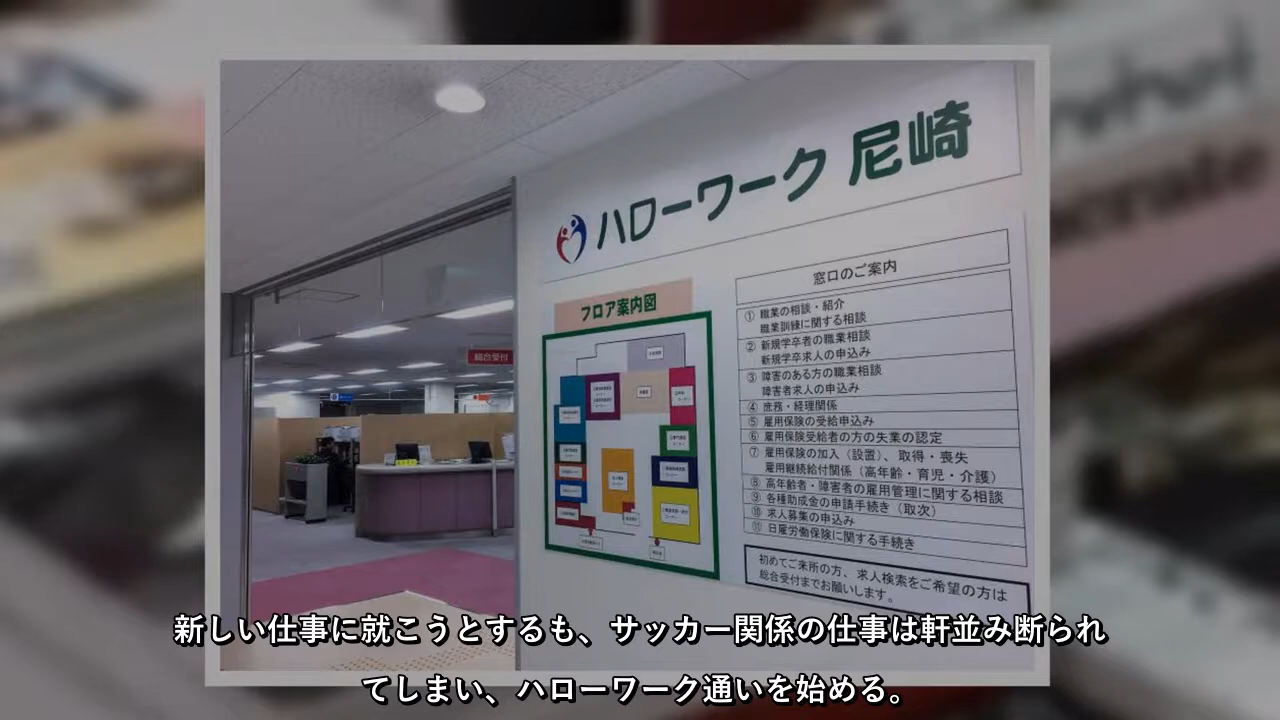 ハローワーク 尼崎
フロア案内図
総合受付
窓口のご案内
① 職業の相談・紹介
職業訓練に関する相談
② 新規学卒者の職業相談
新規学卒求人の申込み
③ 障害のある方の職業相談
障害者求人の申込み
④ 庶務・経理関係
⑤ 雇用保険の受給申込み
⑥ 雇用保険受給者の方の失業の認定
⑦ 雇用保険の加入（設置）、取得・喪失
雇用継続給付関係（高年齢・育児・介護）
⑧ 高年齢者・障害者の雇用管理に関する相談
⑨ 各種助成金の申請手続き（取次）
⑩ 求人募集の申込み
⑪ 日雇労働保険に関する手続き
初めてご来所の方、求人検索をご希望の方は
総合受付までお願いします。
新しい仕事に就こうとするも、サッカー関係の仕事は軒並み断られ
てしまい、ハローワーク通いを始める。